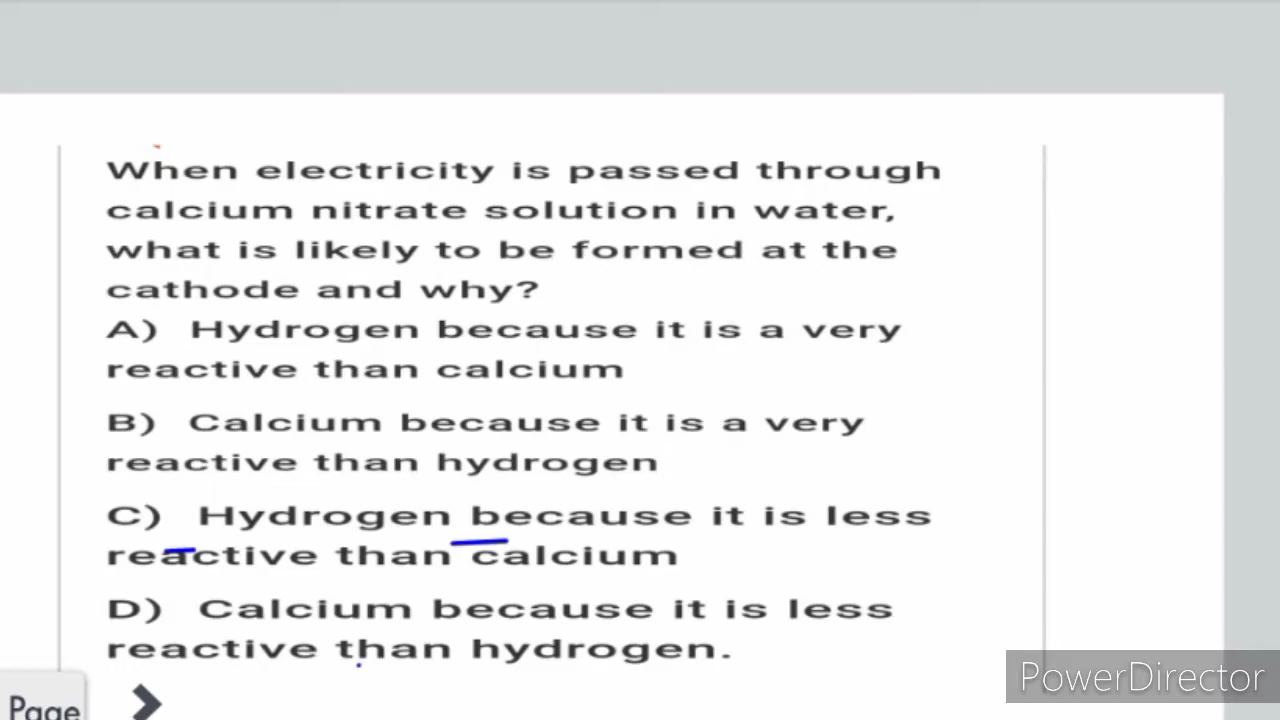 When electricity is passed through
calcium nitrate solution in water,
what is likely to be formed at the
cathode and why?
A) Hydrogen because it is a very
reactive than calcium
B) Calcium because it is a very
reactive than hydrogen
C) Hydrogen because it is less
reactive than calcium
D) Calcium because it is less
reactive than hydrogen.
Page
PowerDirector